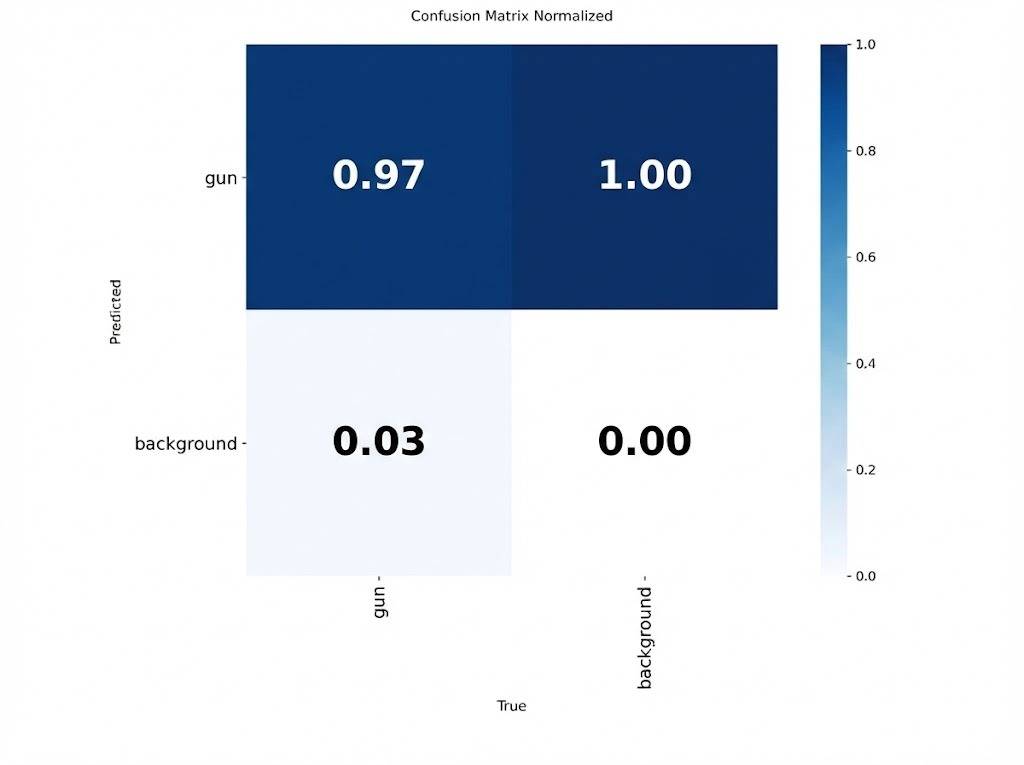 Confusion Matrix Normalized
gun
0.97
1.00
background
0.03
0.00
Predicted
gun
background
True
1.0
0.8
0.6
0.4
0.2
0.0